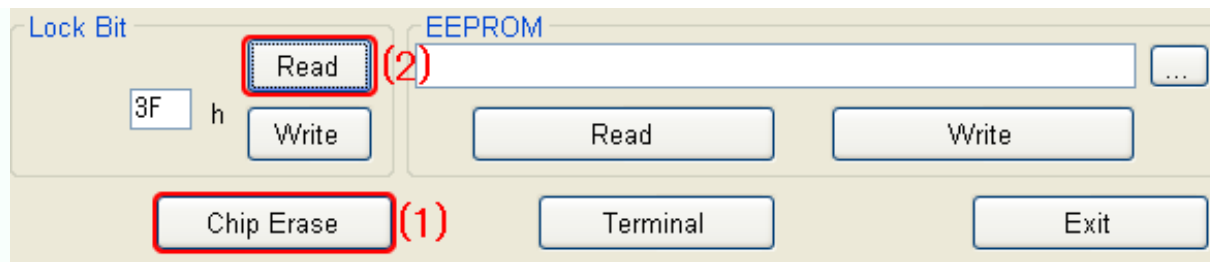 Lock Bit
EEPROM
Read
(2)
...
3F h
Write
Read
Write
Chip Erase
(1)
Terminal
Exit